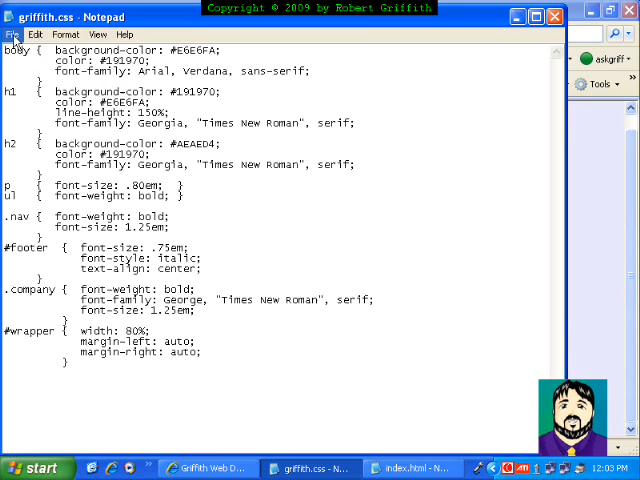 Copyright © 2009 by Robert Griffith
griffith.css - Notepad
File Edit Format View Help
body { background-color: #E6E6FA;
color: #191970;
font-family: Arial, Verdana, sans-serif;
}
h1 { background-color: #191970;
color: #E6E6FA;
line-height: 150%;
font-family: Georgia, "Times New Roman", serif;
}
h2 { background-color: #AEAED4;
color: #191970;
font-family: Georgia, "Times New Roman", serif;
}
p { font-size: .80em; }
ul { font-weight: bold; }
.nav { font-weight: bold;
font-size: 1.25em;
}
#footer { font-size: .75em;
font-style: italic;
text-align: center;
}
.company { font-weight: bold;
font-family: George, "Times New Roman", serif;
font-size: 1.25em;
}
#wrapper { width: 80%;
margin-left: auto;
margin-right: auto;
}
askgriff
Tools
start
Griffith Web D...
griffith.css - N...
index.html - N...
12:03 PM